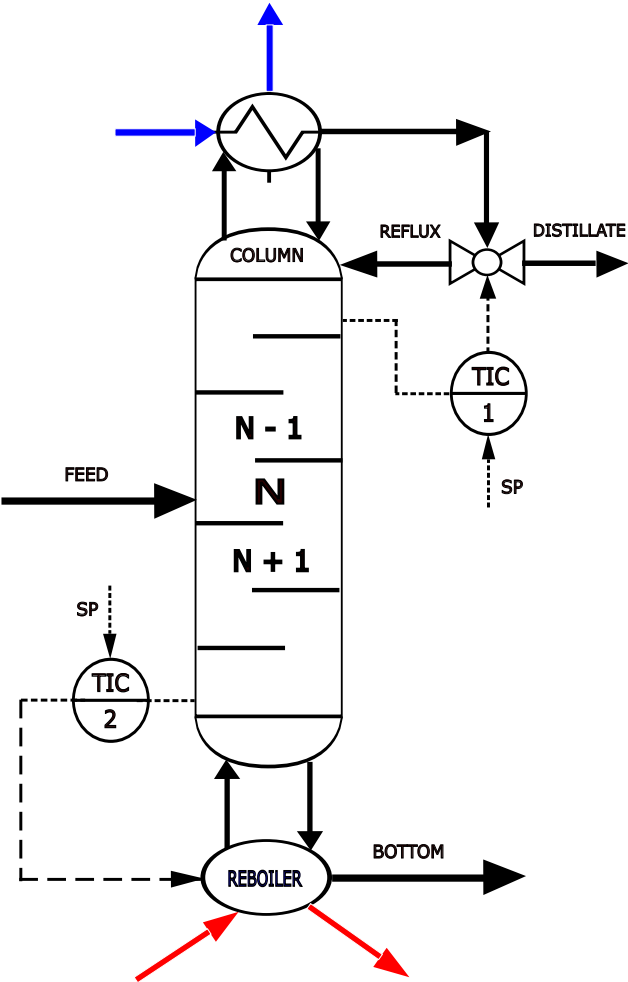 COLUMN
REFLUX
DISTILLATE
TIC
1
N - 1
FEED
N
SP
N + 1
SP
TIC
2
BOTTOM
REBOILER